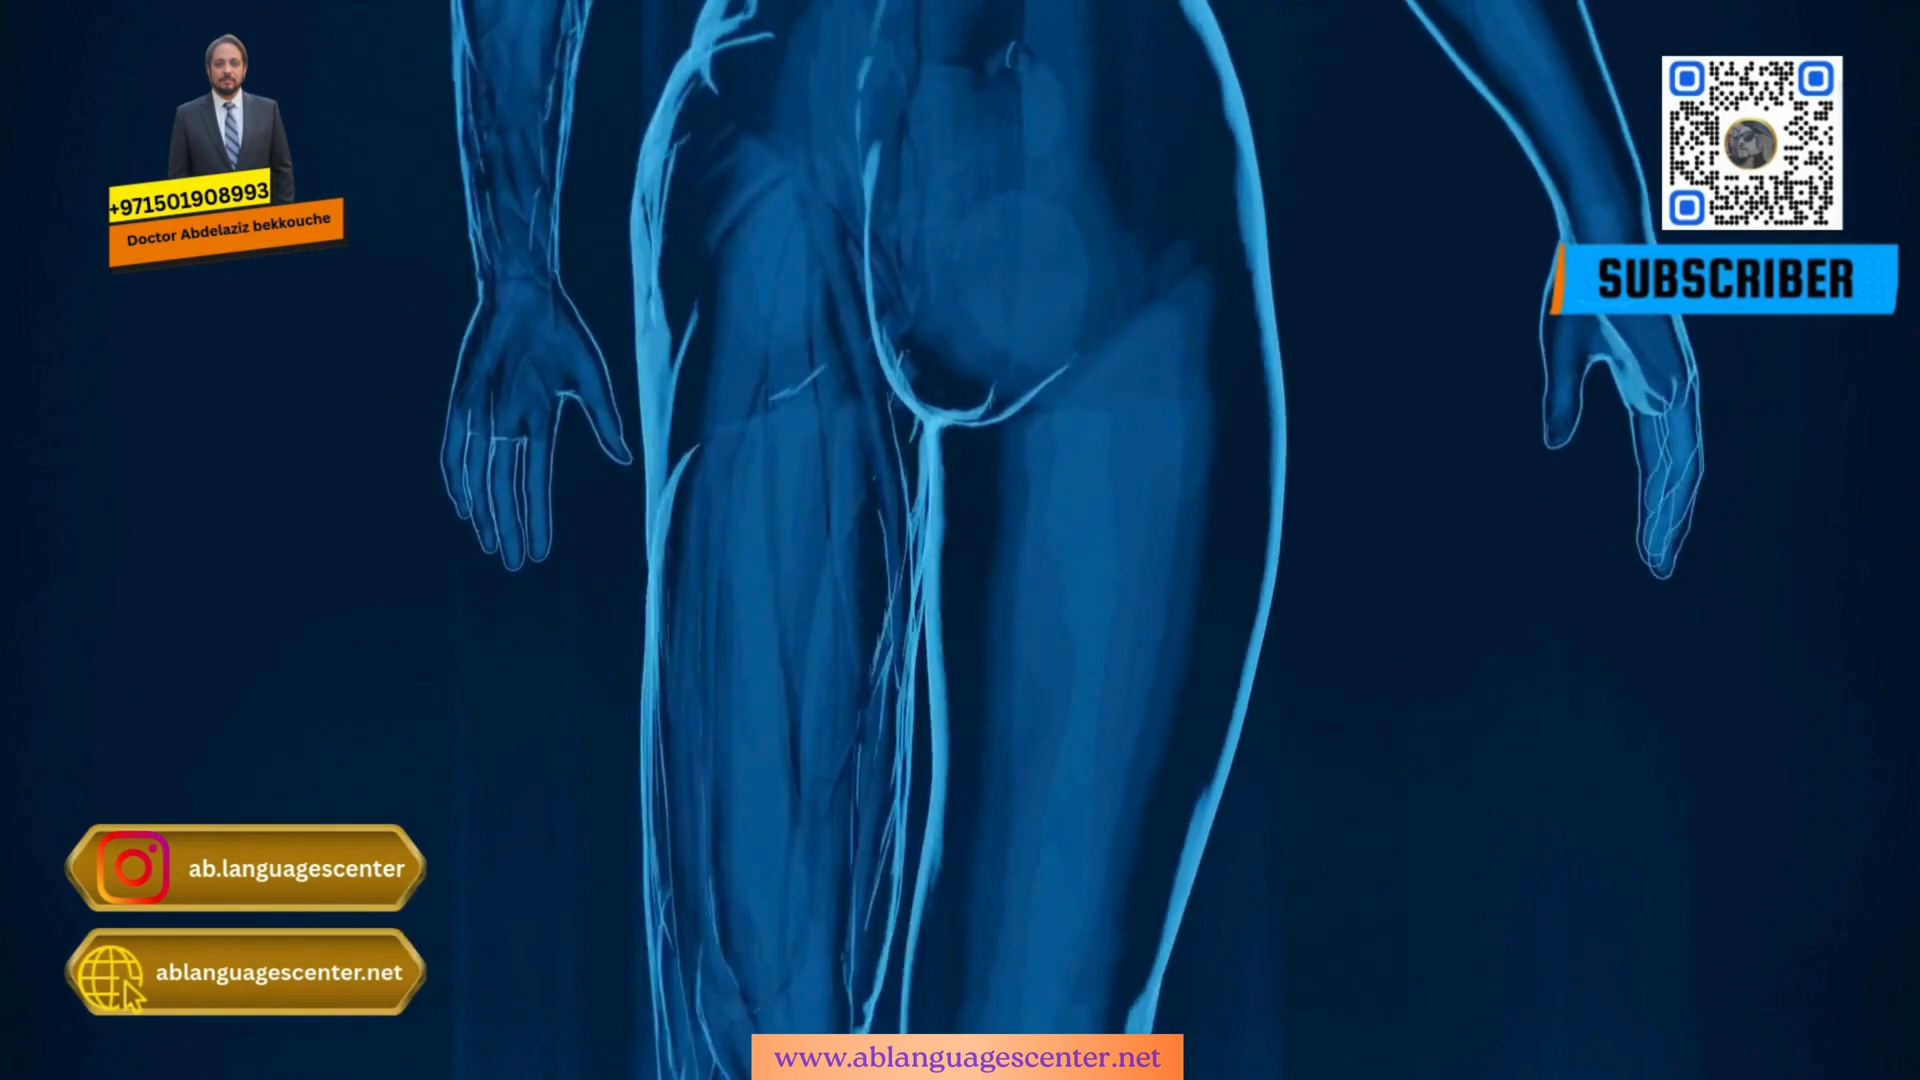 +971501908993
Doctor Abdelaziz bekkouche
SUBSCRIBER
ab.languagescenter
ablanguagescenter.net
www.ablanguagescenter.net